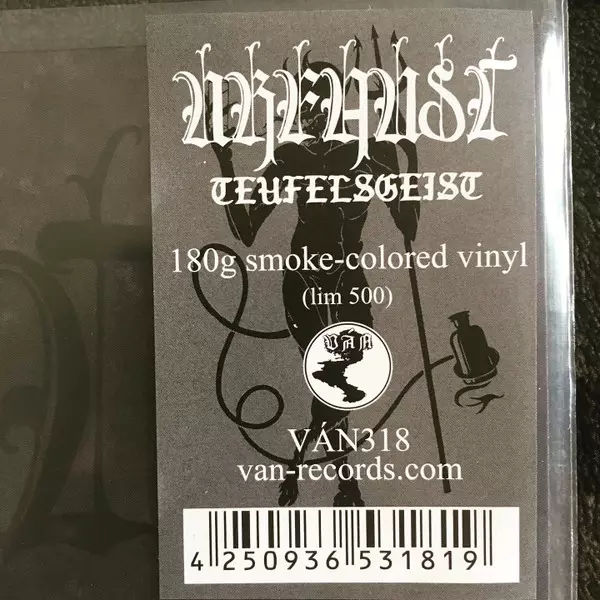 URFAUST
TEUFELSGEIST
180g smoke-colored vinyl
(lim 500)
VÁN
VÁN318
van-records.com
4 250936 531819